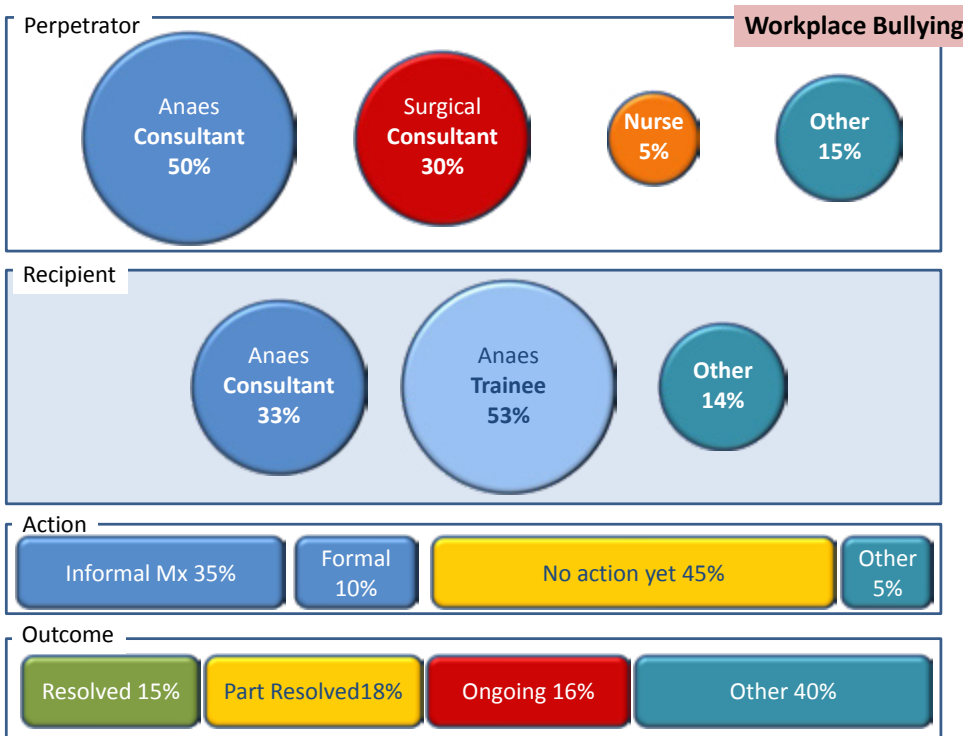 Perpetrator
Workplace Bullying
Anaes
Consultant
50%
Surgical
Consultant
30%
Nurse
5%
Other
15%
Recipient
Anaes
Consultant
33%
Anaes
Trainee
53%
Other
14%
Action
Informal Mx 35%
Formal
10%
No action yet 45%
Other
5%
Outcome
Resolved 15%
Part Resolved18%
Ongoing 16%
Other 40%